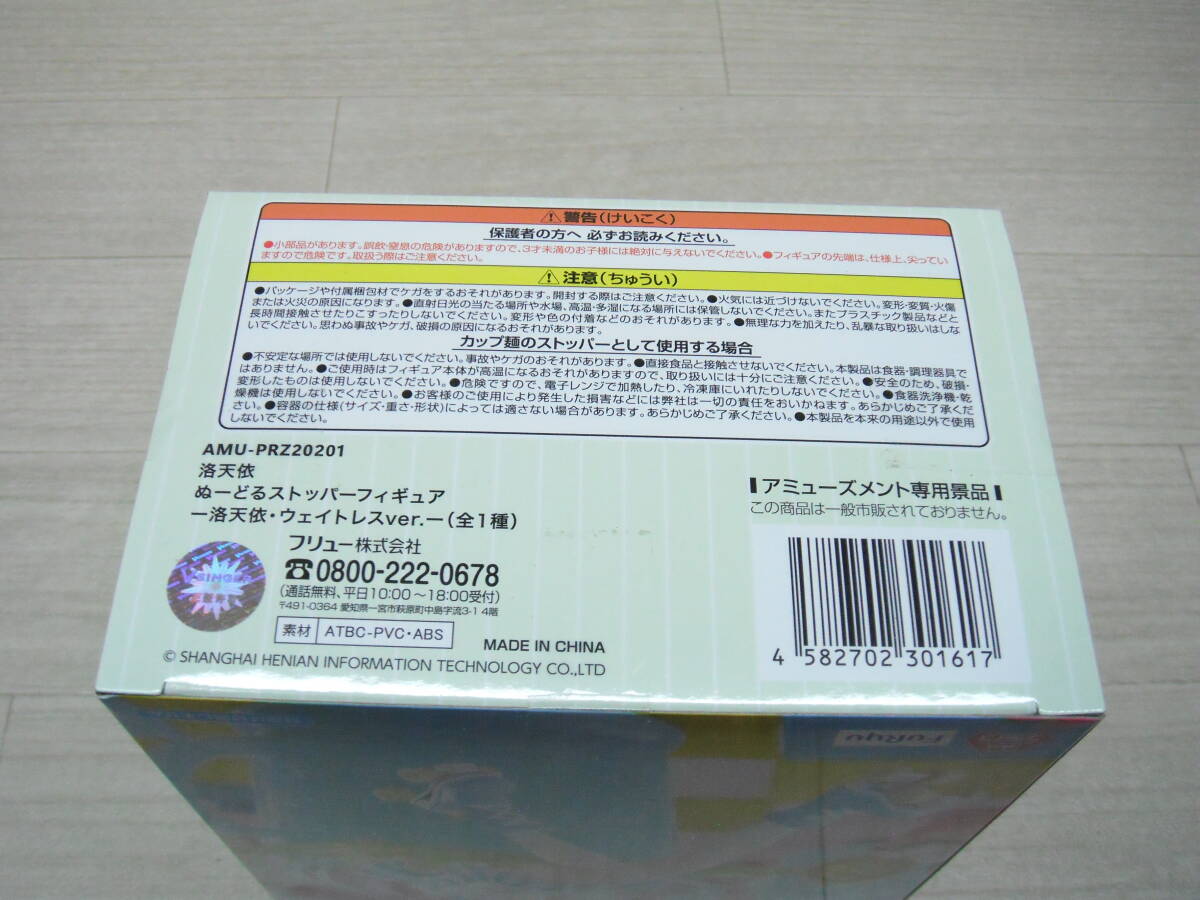 ⚠警告(けいこく)
保護者の方へ 必ずお読みください。
●小部品があります。誤飲・窒息の危険がありますので、3才未満のお子様には絶対に与えないでください。●フィギュアの先端は、仕様上、尖ってい
ますので危険です。取扱う際はご注意ください。
⚠注意(ちゅうい)
●パッケージや付属梱包材でケガをするおそれがあります。開封する際はご注意ください。●火気には近づけないでください。変形・変質・火傷
または火災の原因になります。●直射日光の当たる場所や水場、高温・多湿になる場所には保管しないでください。またプラスチック製品などと
長時間接触させたりこすったりしないでください。変形や色の付着などのおそれがあります。●無理な力を加えたり、乱暴な取り扱いはしな
いでください。思わぬ事故やケガ、破損の原因になるおそれがあります。
カップ麺のストッパーとして使用する場合
●不安定な場所では使用しないでください。事故やケガのおそれがあります。●直接食品と接触させないでください。本製品は食器・調理器具で
はありません。●ご使用時はフィギュア本体が高温になるおそれがありますので、取り扱いには十分にご注意ください。●安全のため、破損・
変形したものは使用しないでください。●危険ですので、電子レンジで加熱したり、冷凍庫にいれたりしないでください。●食器洗浄機・乾
燥機は使用しないでください。●お客様のご使用により発生した損害などには弊社は一切の責任をおいかねます。あらかじめご了承くだ
さい。●容器の仕様(サイズ・重さ・形状)によっては適さない場合があります。あらかじめご了承ください。●本製品を本来の用途以外で使用
しないでください。
AMU-PRZ20201
洛天依
ぬーどるストッパーフィギュア
ー洛天依・ウェイトレスver.ー(全1種)
フリュー株式会社
☎0800-222-0678
(通話無料、平日10:00～18:00受付)
〒491-0364 愛知県一宮市萩原町中島字流3-1 4階
素材 ATBC-PVC・ABS
MADE IN CHINA
© SHANGHAI HENIAN INFORMATION TECHNOLOGY CO.,LTD
アミューズメント専用景品
この商品は一般市販されておりません。
4 582702 301617
FuRyu